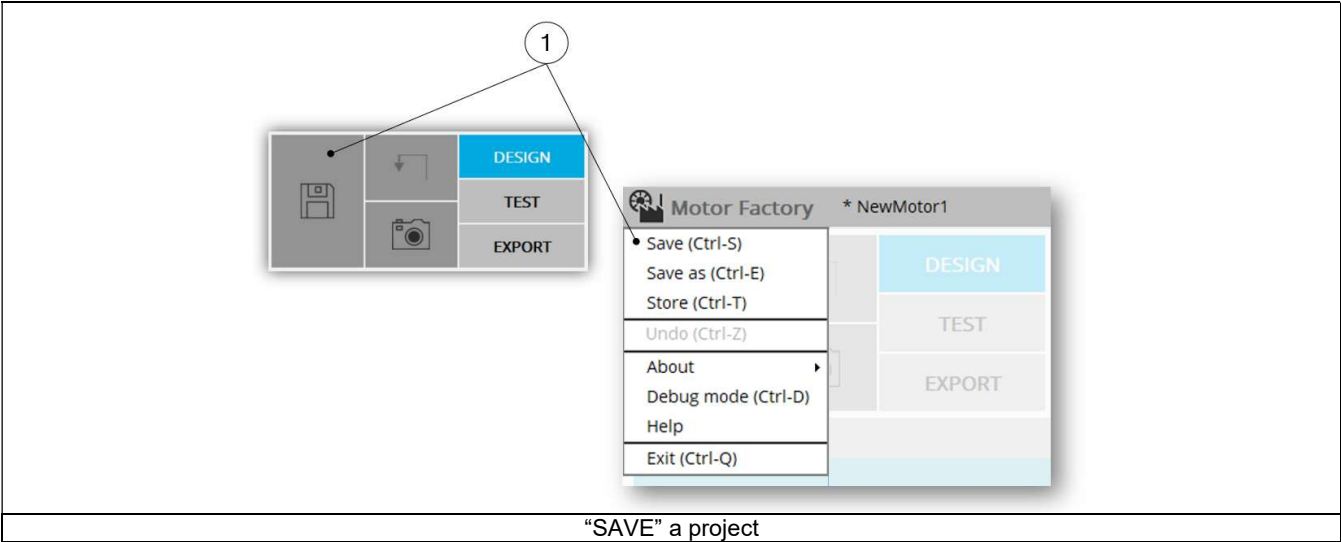 1
DESIGN
TEST
EXPORT
Motor Factory * NewMotor1
Save (Ctrl-S)
Save as (Ctrl-E)
Store (Ctrl-T)
Undo (Ctrl-Z)
About
Debug mode (Ctrl-D)
Help
Exit (Ctrl-Q)
DESIGN
TEST
EXPORT
“SAVE” a project